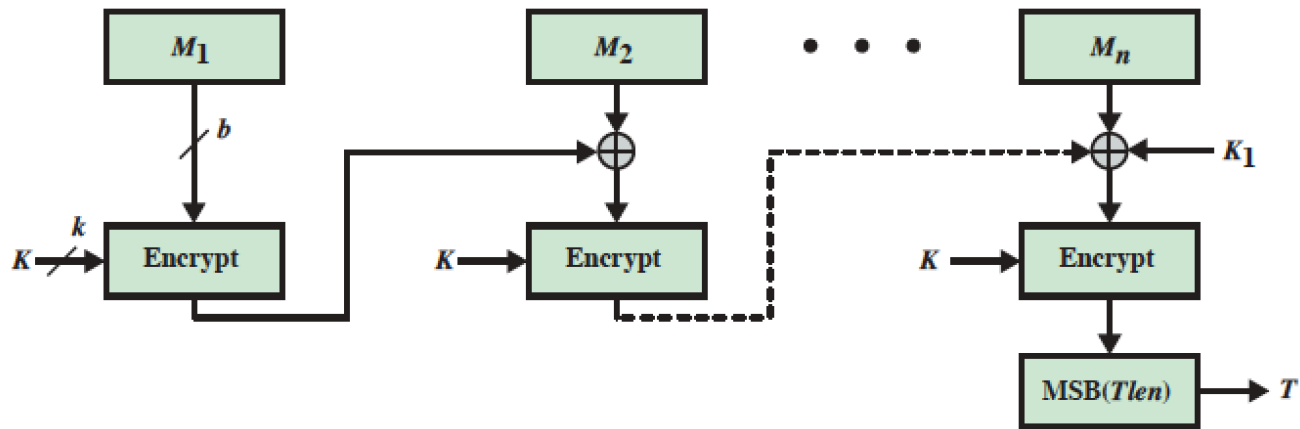 M1
M2
• • •
Mn
b
K1
k
K
Encrypt
K
Encrypt
K
Encrypt
MSB(Tlen)
T